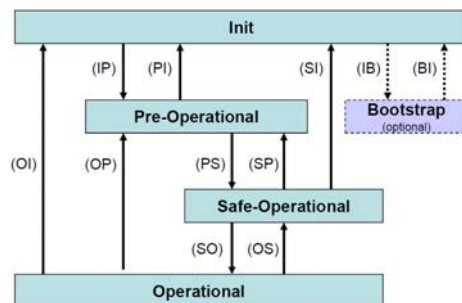 Init
(IP)
(PI)
(SI)
(IB)
(BI)
Pre-Operational
Bootstrap
(optional)
(OI)
(OP)
(PS)
(SP)
Safe-Operational
(SO)
(OS)
Operational